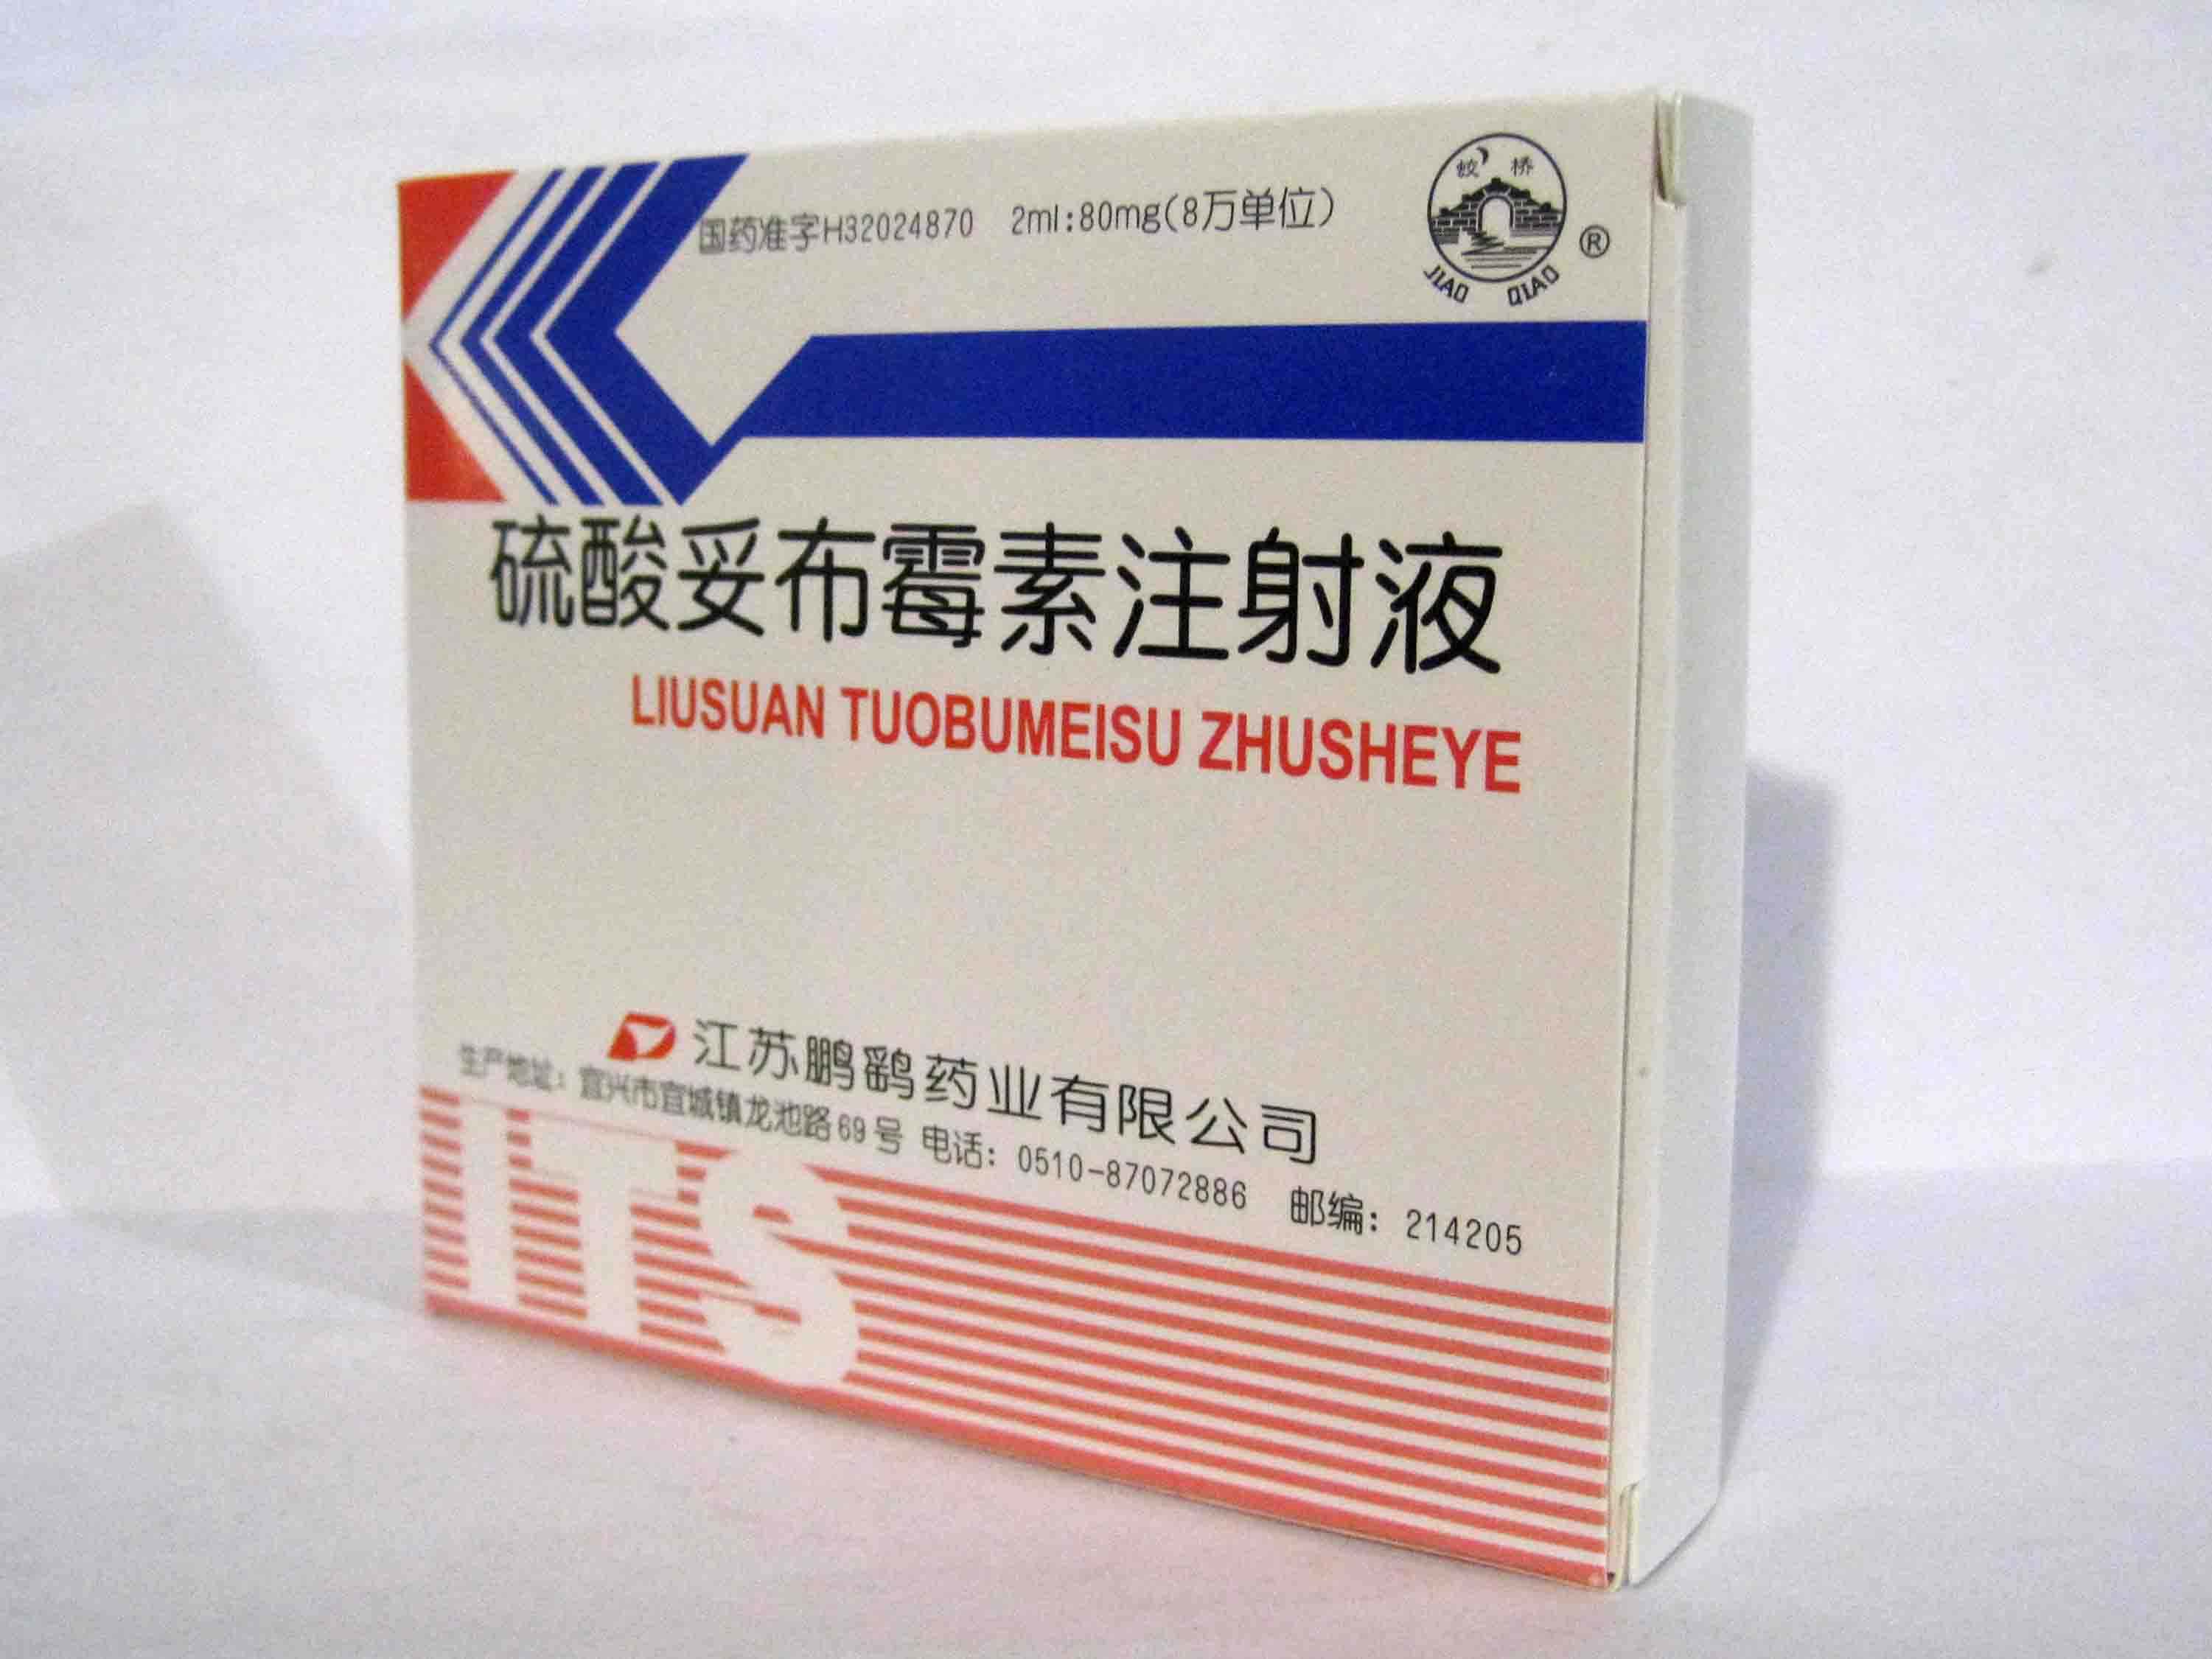 国药准字H32024870 2ml:80mg(8万单位)
蛟桥
JIAO QIAO
®
硫酸妥布霉素注射液
LIUSUAN TUOBUMEISU ZHUSHEYE
江苏鹏鹞药业有限公司
生产地址：宜兴市宜城镇龙池路69号 电话：0510-87072886 邮编：214205
ITS